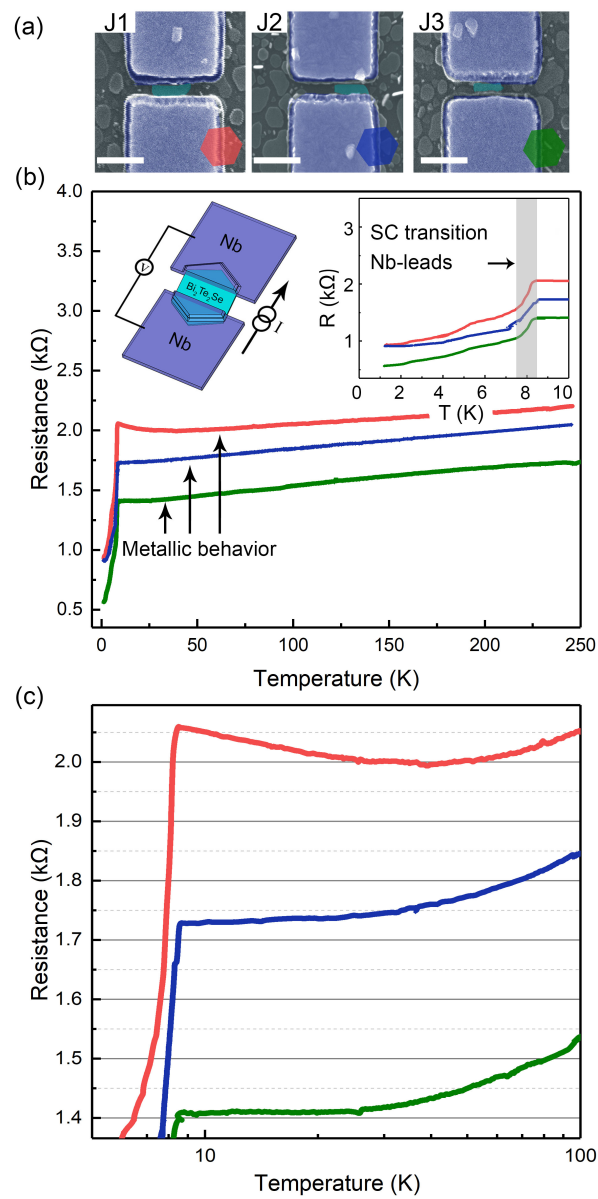 (a)
J1
J2
J3
(b)
Resistance (kΩ)
4.0
3.5
3.0
2.5
2.0
1.5
1.0
0.5
Nb
V
Bi2Te2Se
Nb
I
SC transition
Nb-leads
R (kΩ)
3
2
1
0 2 4 6 8 10
T (K)
Metallic behavior
0 50 100 150 200 250
Temperature (K)
(c)
Resistance (kΩ)
2.0
1.9
1.8
1.7
1.6
1.5
1.4
10 100
Temperature (K)